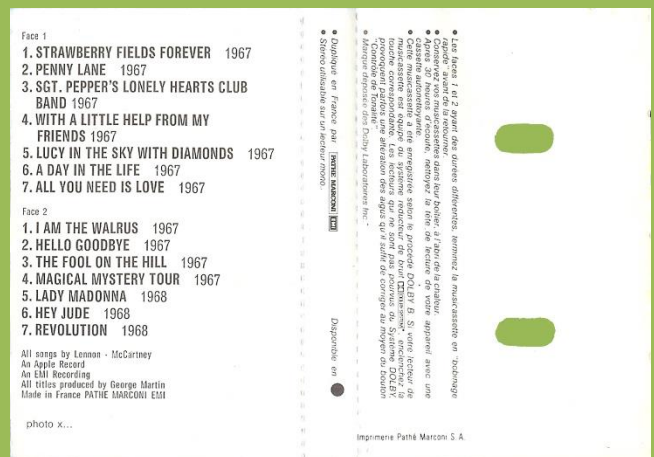 Face 1
1. STRAWBERRY FIELDS FOREVER 1967
2. PENNY LANE 1967
3. SGT. PEPPER'S LONELY HEARTS CLUB
BAND 1967
4. WITH A LITTLE HELP FROM MY
FRIENDS 1967
5. LUCY IN THE SKY WITH DIAMONDS 1967
6. A DAY IN THE LIFE 1967
7. ALL YOU NEED IS LOVE 1967
Face 2
1. I AM THE WALRUS 1967
2. HELLO GOODBYE 1967
3. THE FOOL ON THE HILL 1967
4. MAGICAL MYSTERY TOUR 1967
5. LADY MADONNA 1968
6. HEY JUDE 1968
7. REVOLUTION 1968
All songs by Lennon - McCartney
An Apple Record
An EMI Recording
All titles produced by George Martin
Made in France PATHE MARCONI EMI
photo x...
• Dupliqué en France par PATHE MARCONI EMI
• Stéréo utilisable sur un lecteur mono.
Disponible en
• Les faces 1 et 2 ayant des durées différentes, terminez la musicassette en "bobinage
rapide" avant de la retourner.
• Conservez vos musicassettes dans leur boîtier, à l'abri de la chaleur.
• Après 30 heures d'écoute, nettoyez la tête de lecture de votre appareil avec une
cassette autonettoyante.
• Cette musicassette a été enregistrée selon le procédé DOLBY B. Si votre lecteur de
musicassette est équipé du système réducteur de bruit enclenchez la
touche correspondante. Les lecteurs qui ne sont pas pourvus du Système DOLBY,
provoquent parfois une altération des aigus qu'il suffit de corriger au moyen du bouton
"Contrôle de Tonalité"
• Marque déposée des Dolby Laboratories Inc •
Imprimerie Pathé Marconi S. A.